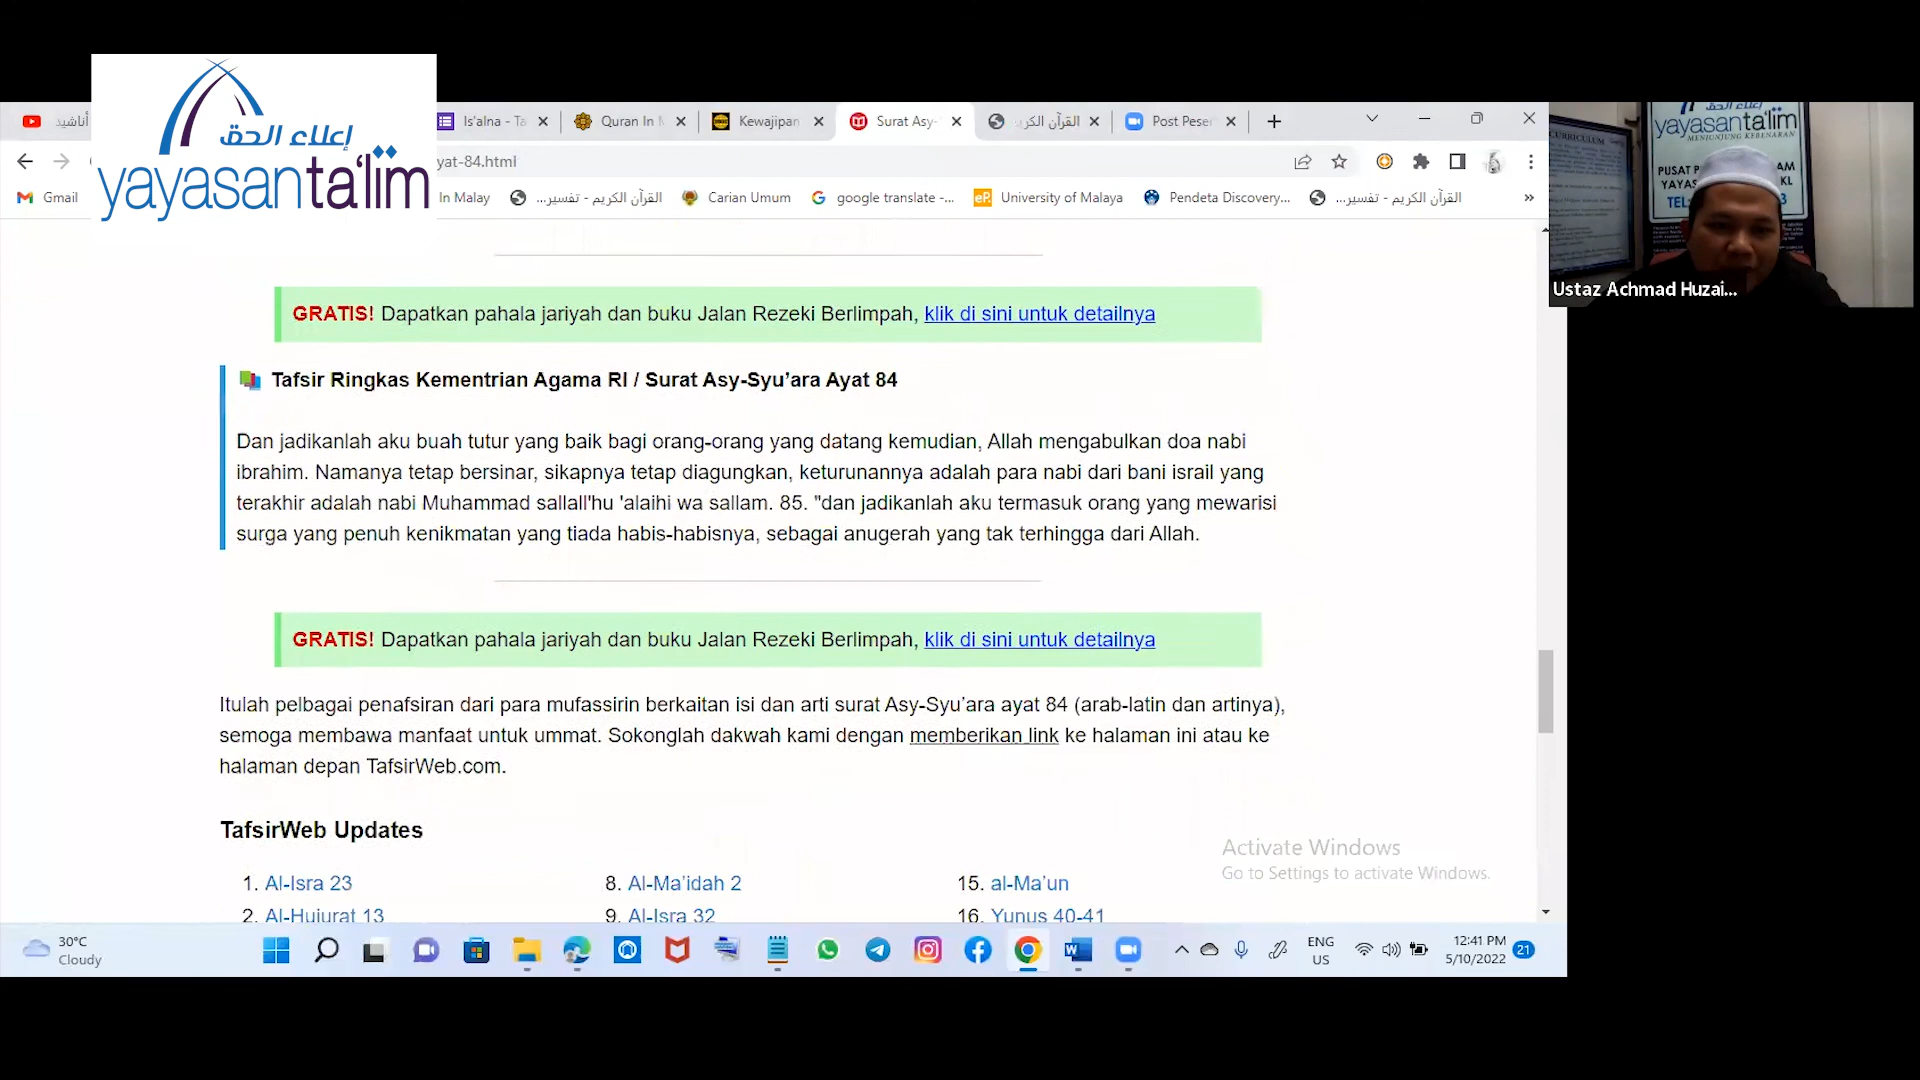 إعلاء الحق
yayasanta'lim
أناشيد
Is'alna - Ta
Quran In M
Kewajipan
Surat Asy-
القرآن الكري
Post Peser
yat-84.html
Gmail
In Malay
القرآن الكريم - تفسير...
Carian Umum
google translate -...
University of Malaya
Pendeta Discovery...
القرآن الكريم - تفسير...
CURRICULUM
yayasanta'lim
MENJUNJUNG KEBENARAN
TEL:
Ustaz Achmad Huzai...
GRATIS! Dapatkan pahala jariyah dan buku Jalan Rezeki Berlimpah, klik di sini untuk detailnya
Tafsir Ringkas Kementrian Agama RI / Surat Asy-Syu’ara Ayat 84
Dan jadikanlah aku buah tutur yang baik bagi orang-orang yang datang kemudian, Allah mengabulkan doa nabi
ibrahim. Namanya tetap bersinar, sikapnya tetap diagungkan, keturunannya adalah para nabi dari bani israil yang
terakhir adalah nabi Muhammad sallall'hu 'alaihi wa sallam. 85. "dan jadikanlah aku termasuk orang yang mewarisi
surga yang penuh kenikmatan yang tiada habis-habisnya, sebagai anugerah yang tak terhingga dari Allah.
GRATIS! Dapatkan pahala jariyah dan buku Jalan Rezeki Berlimpah, klik di sini untuk detailnya
Itulah pelbagai penafsiran dari para mufassirin berkaitan isi dan arti surat Asy-Syu’ara ayat 84 (arab-latin dan artinya),
semoga membawa manfaat untuk ummat. Sokonglah dakwah kami dengan memberikan link ke halaman ini atau ke
halaman depan TafsirWeb.com.
TafsirWeb Updates
1. Al-Isra 23
8. Al-Ma’idah 2
15. al-Ma’un
2. Al-Hujurat 13
9. Al-Isra 32
16. Yunus 40-41
Activate Windows
Go to Settings to activate Windows.
30°C
Cloudy
ENG
US
12:41 PM
5/10/2022
21